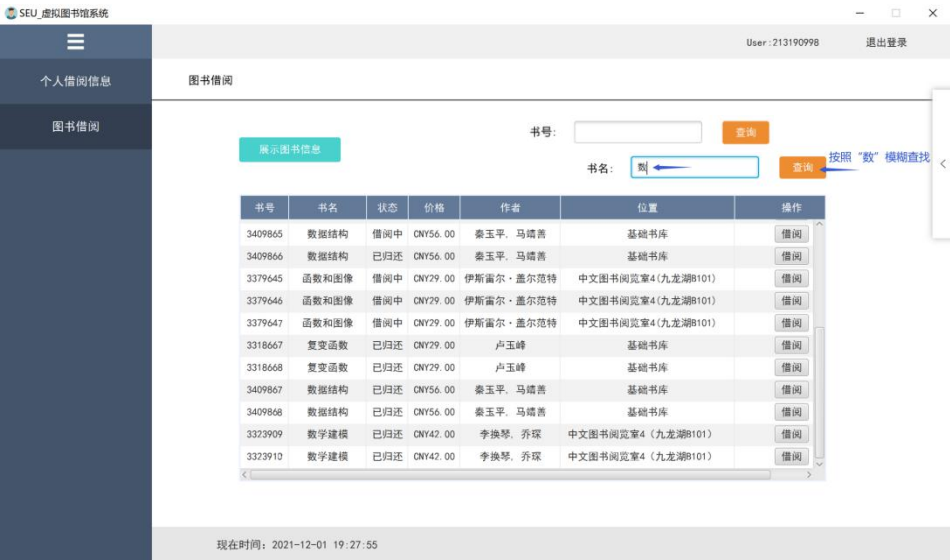 SEU_虚拟图书馆系统
User:213190998 退出登录
个人借阅信息
图书借阅
图书借阅
书号: 查询
展示图书信息
书名: 数 查询 按照“数”模糊查找
书号 书名 状态 价格 作者 位置 操作
3409865 数据结构 借阅中 CNY56.00 秦玉平, 马靖善 基础书库 借阅
3409866 数据结构 已归还 CNY56.00 秦玉平, 马靖善 基础书库 借阅
3379645 函数和图像 借阅中 CNY29.00 伊斯雷尔·盖尔范特 中文图书阅览室4(九龙湖B101) 借阅
3379646 函数和图像 借阅中 CNY29.00 伊斯雷尔·盖尔范特 中文图书阅览室4(九龙湖B101) 借阅
3379647 函数和图像 借阅中 CNY29.00 伊斯雷尔·盖尔范特 中文图书阅览室4(九龙湖B101) 借阅
3318667 复变函数 已归还 CNY29.00 卢玉峰 基础书库 借阅
3318668 复变函数 已归还 CNY29.00 卢玉峰 基础书库 借阅
3409867 数据结构 已归还 CNY56.00 秦玉平, 马靖善 基础书库 借阅
3409868 数据结构 已归还 CNY56.00 秦玉平, 马靖善 基础书库 借阅
3323909 数学建模 已归还 CNY42.00 李换琴, 乔琛 中文图书阅览室4（九龙湖B101） 借阅
3323910 数学建模 已归还 CNY42.00 李换琴, 乔琛 中文图书阅览室4（九龙湖B101） 借阅
现在时间: 2021-12-01 19:27:55